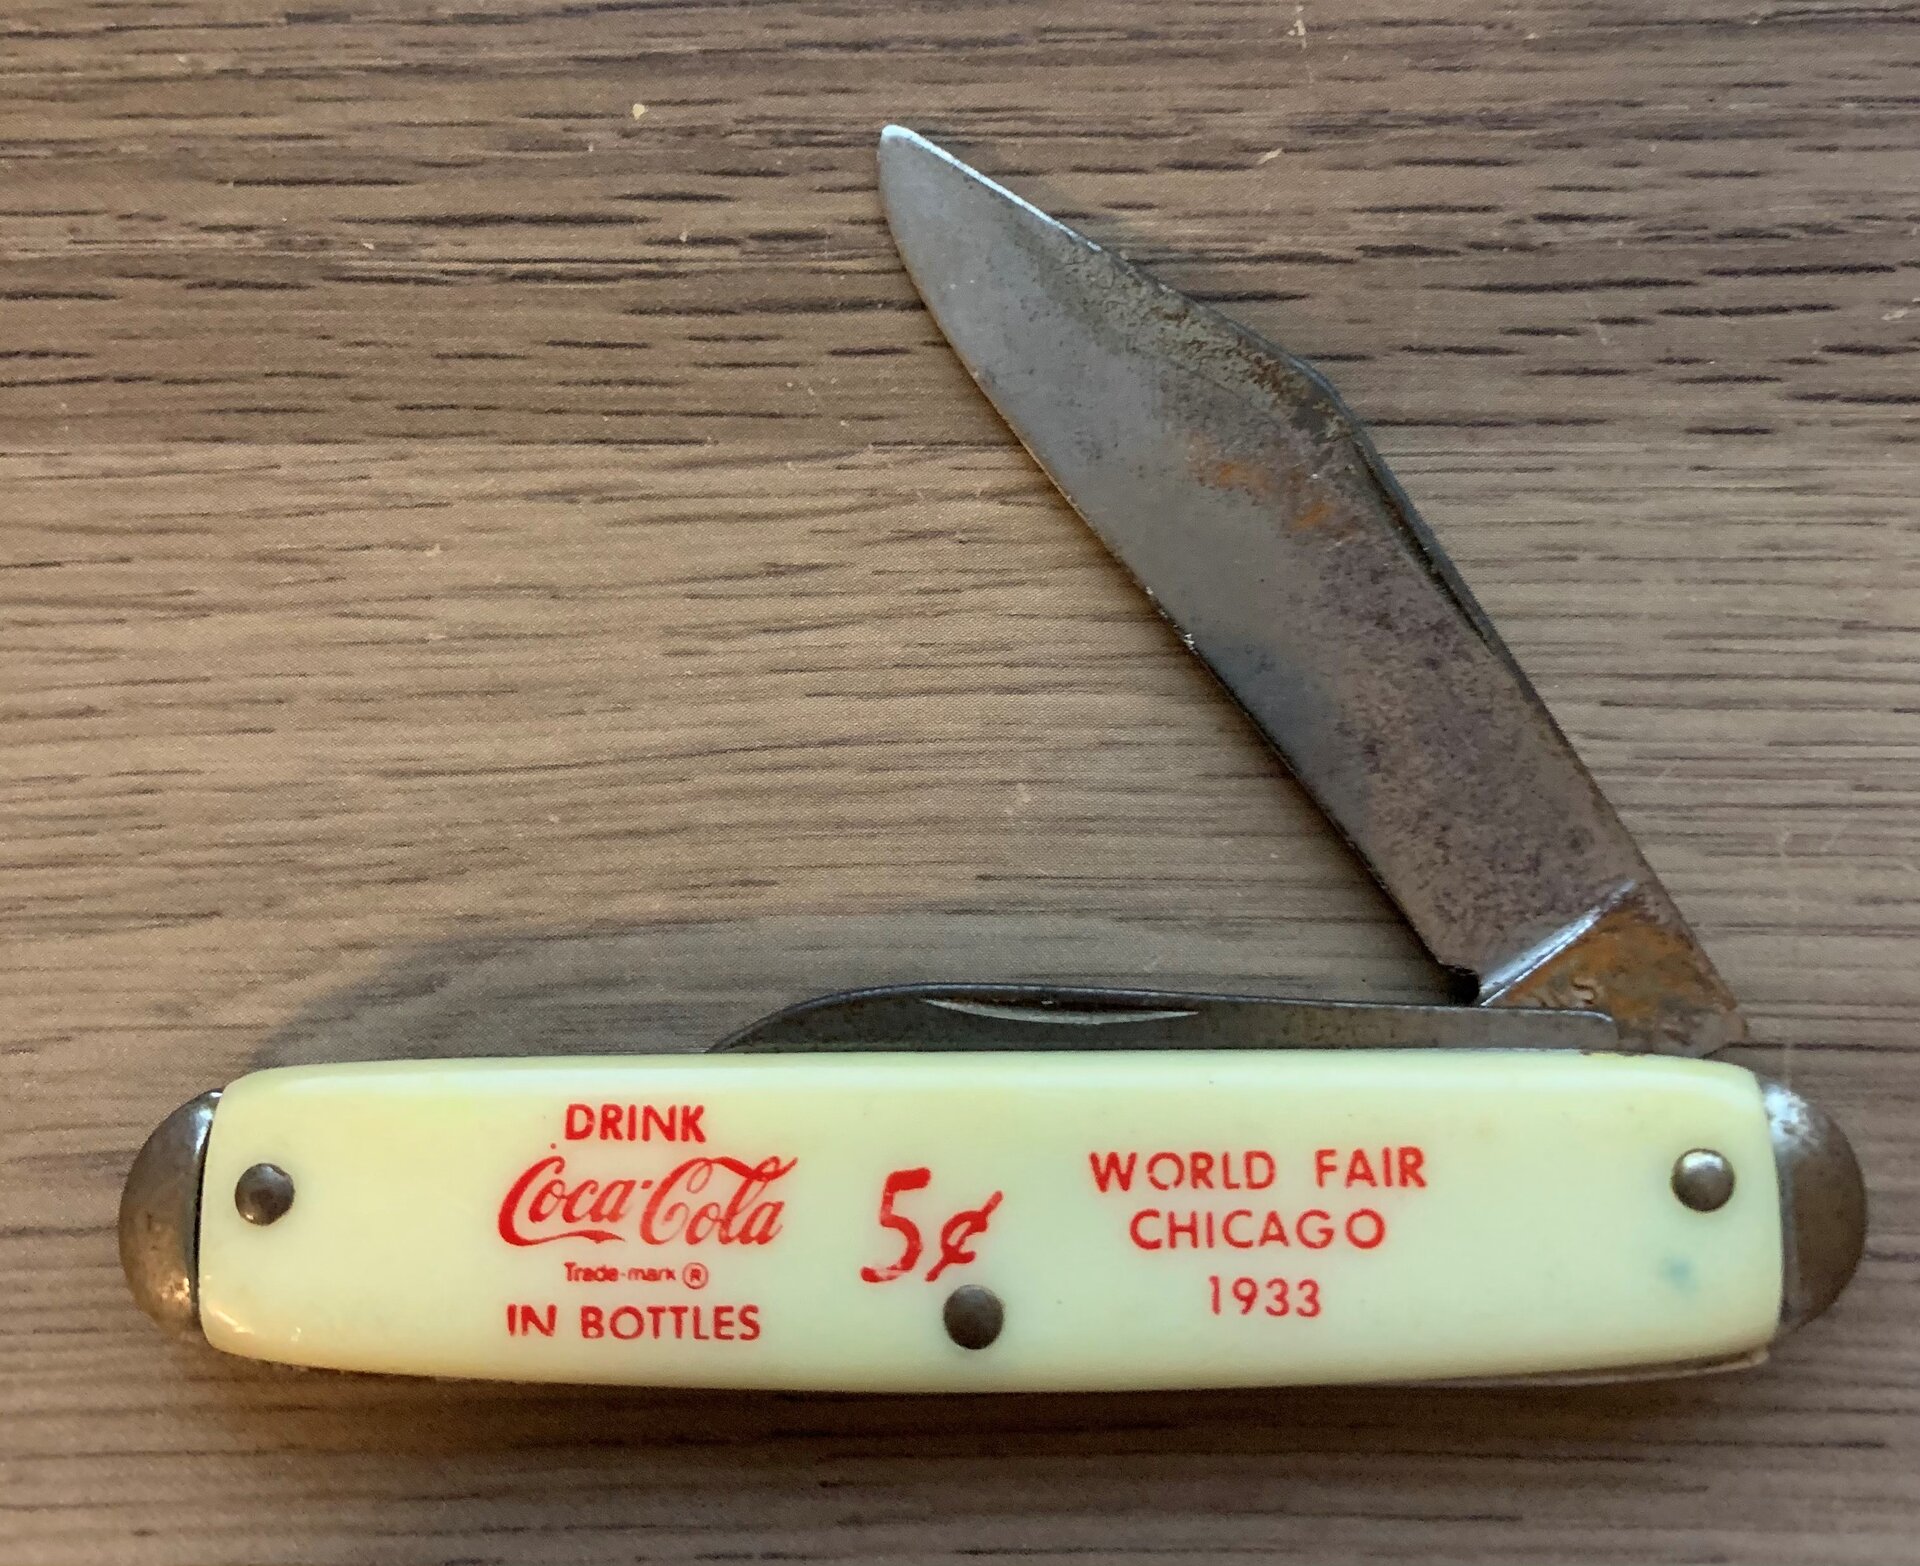 DRINK
Coca-Cola
Trade-mark ®
IN BOTTLES
5¢
WORLD FAIR
CHICAGO
1933